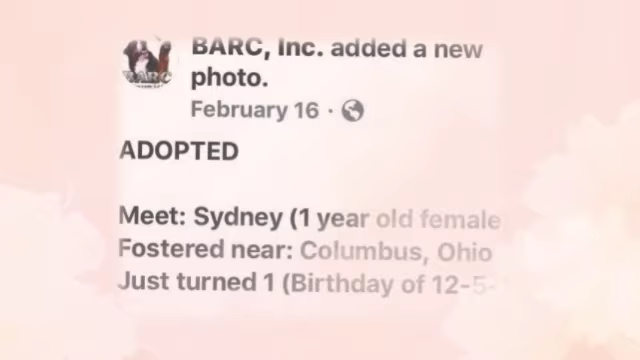 BARC, Inc. added a new
photo.
February 16 ·
ADOPTED
Meet: Sydney (1 year old female
Fostered near: Columbus, Ohio
Just turned 1 (Birthday of 12-5-
BARC